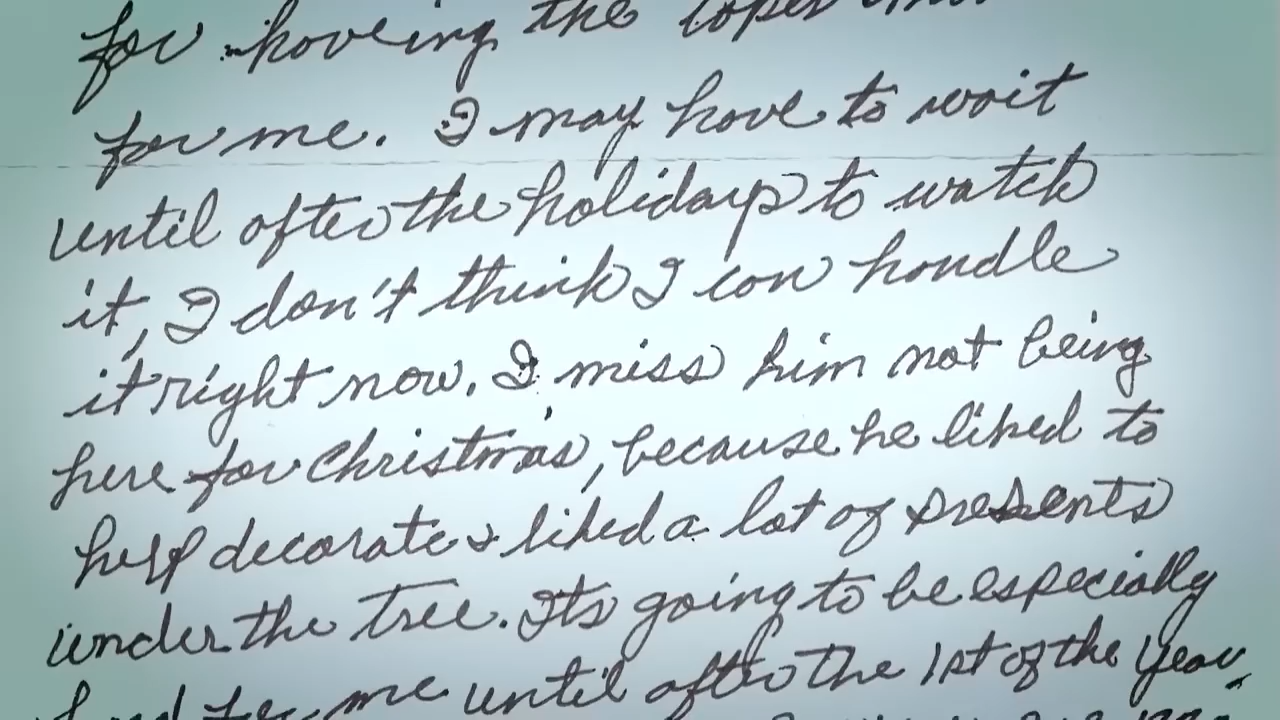 for having the tapes
for me. I may have to wait
until after the holidays to watch
it, I don't think I can handle
it right now. I miss him not being
here for Christmas, because he liked to
help decorate & liked a lot of presents
under the tree. Its going to be especially
hard for me until after the 1st of the year.